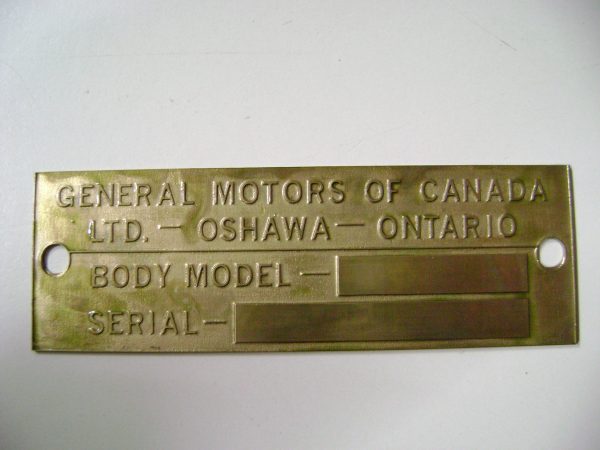 GENERAL MOTORS OF CANADA
LTD. — OSHAWA — ONTARIO
BODY MODEL —
SERIAL —